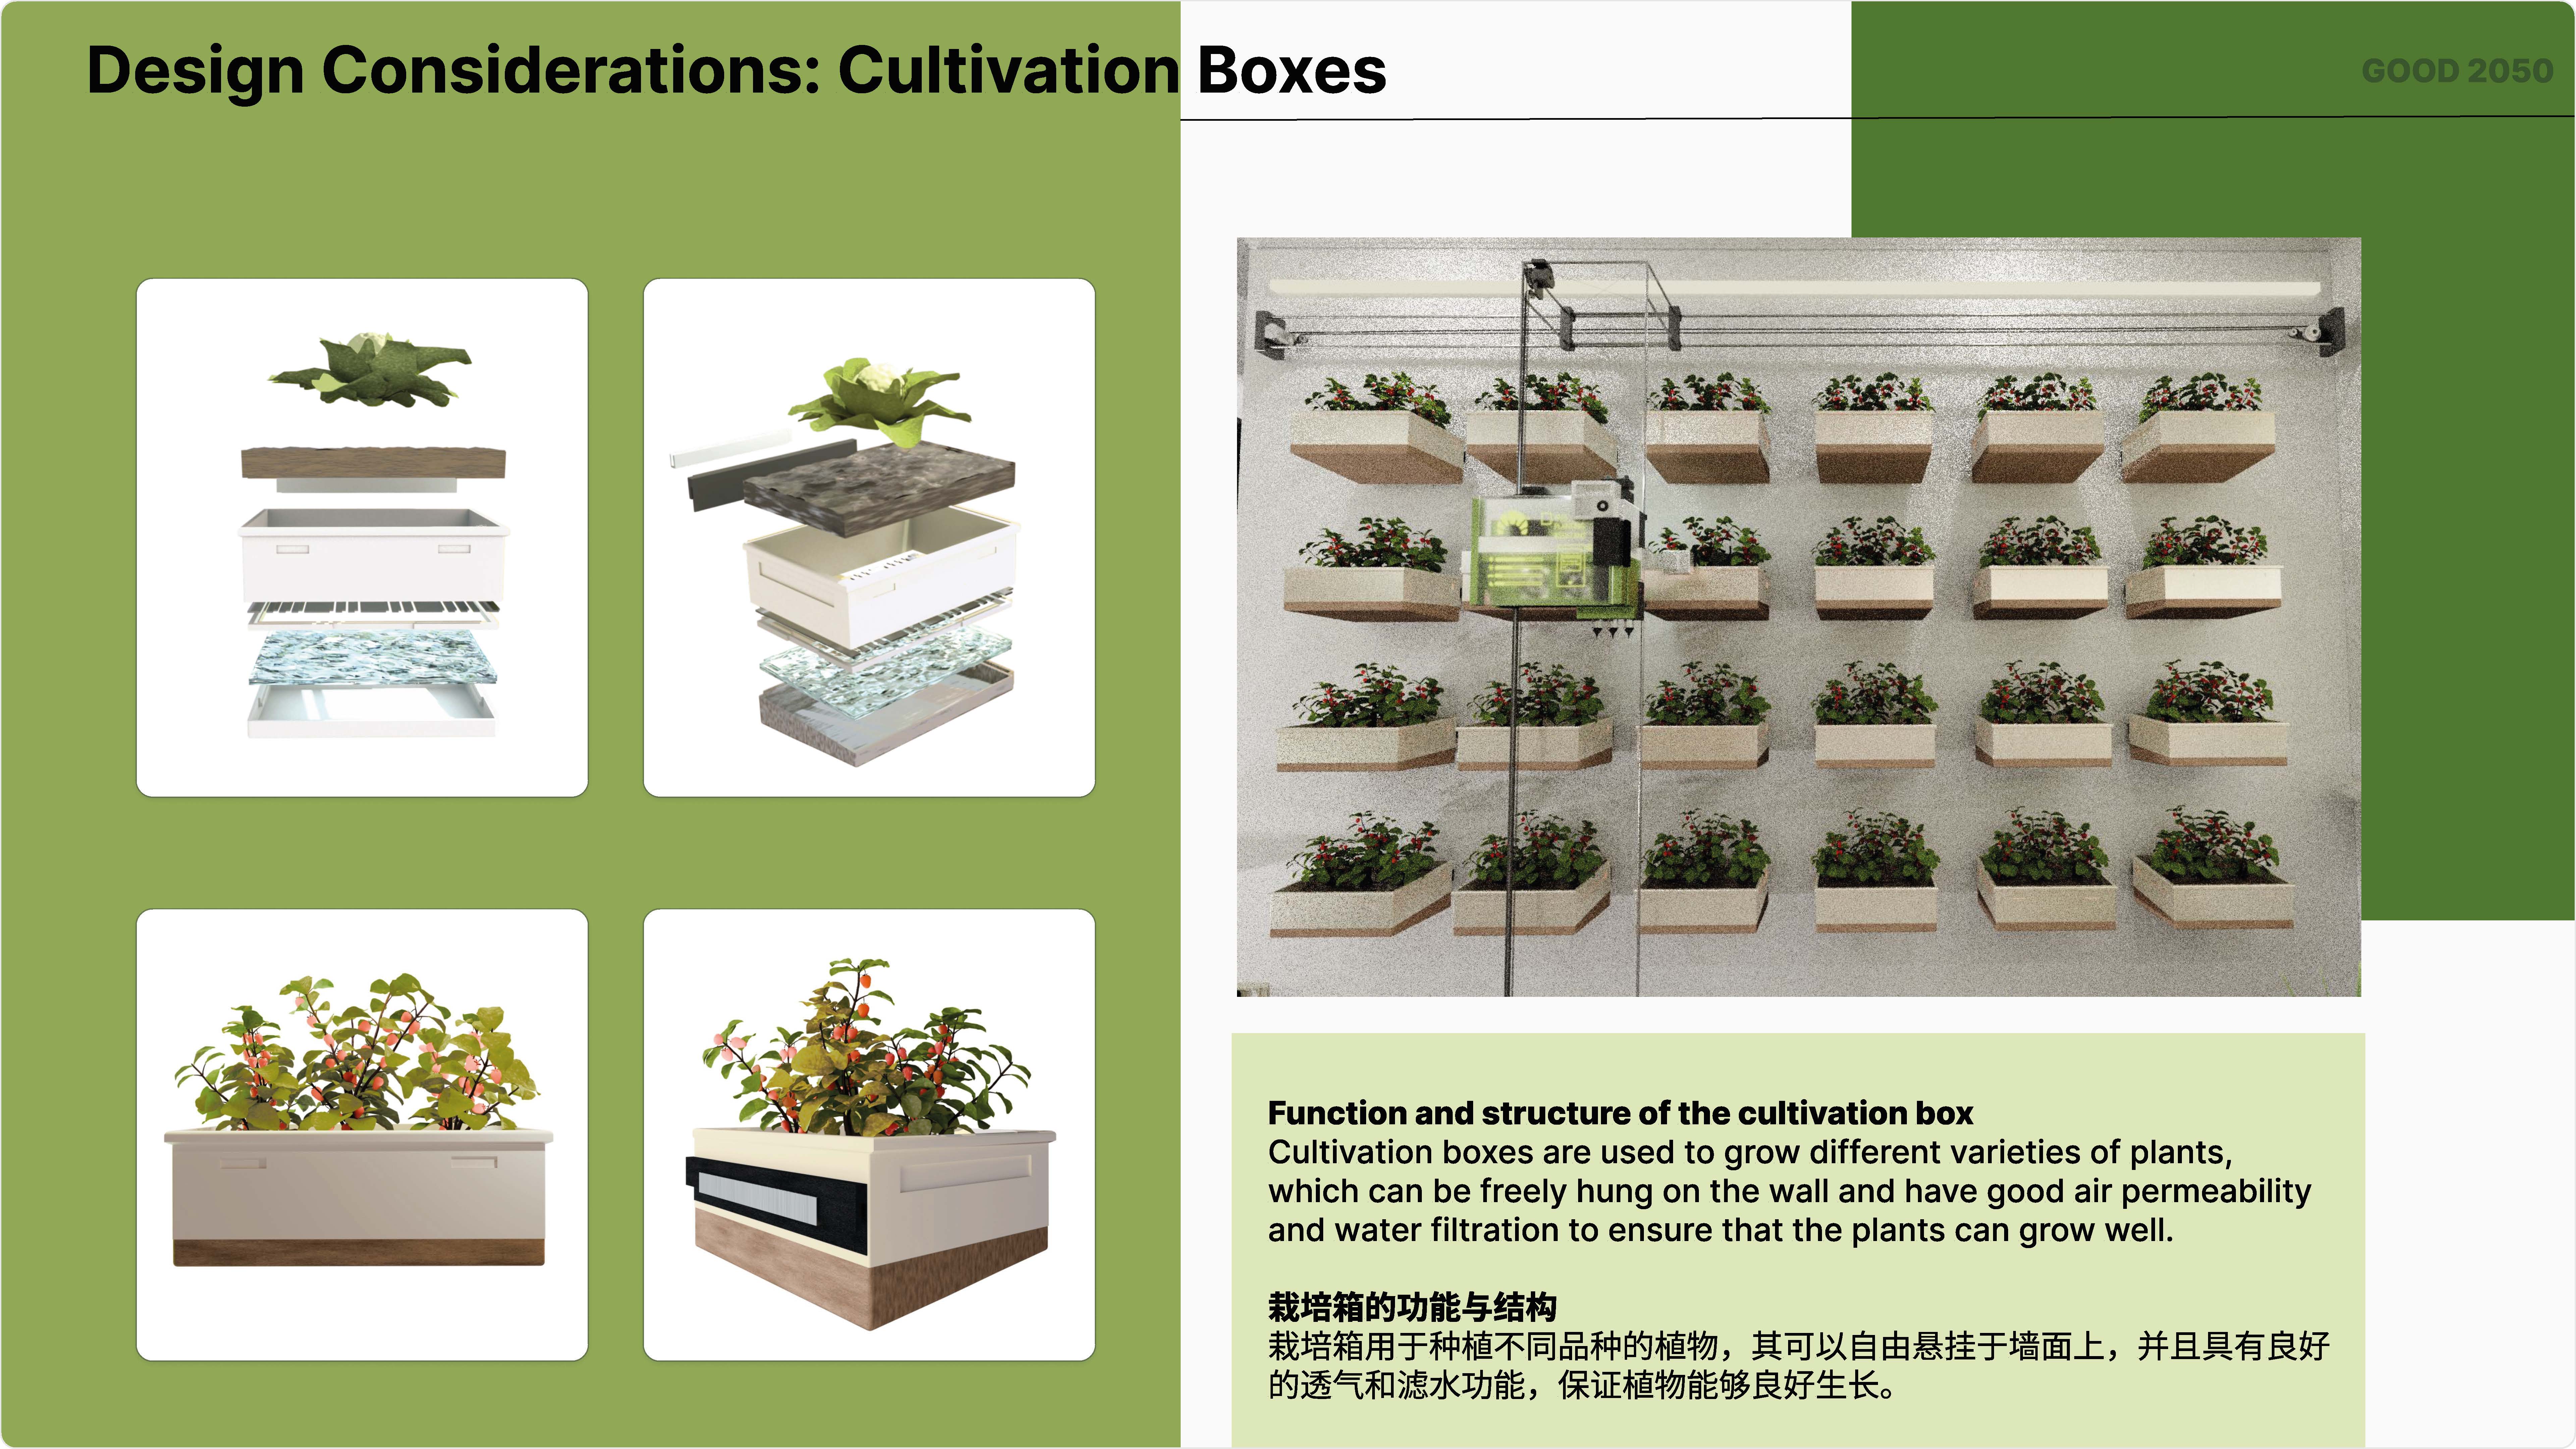 Design Considerations: Cultivation Boxes
GOOD 2050
Function and structure of the cultivation box
Cultivation boxes are used to grow different varieties of plants,
which can be freely hung on the wall and have good air permeability
and water filtration to ensure that the plants can grow well.
栽培箱的功能与结构
栽培箱用于种植不同品种的植物，其可以自由悬挂于墙面上，并且具有良好
的透气和滤水功能，保证植物能够良好生长。